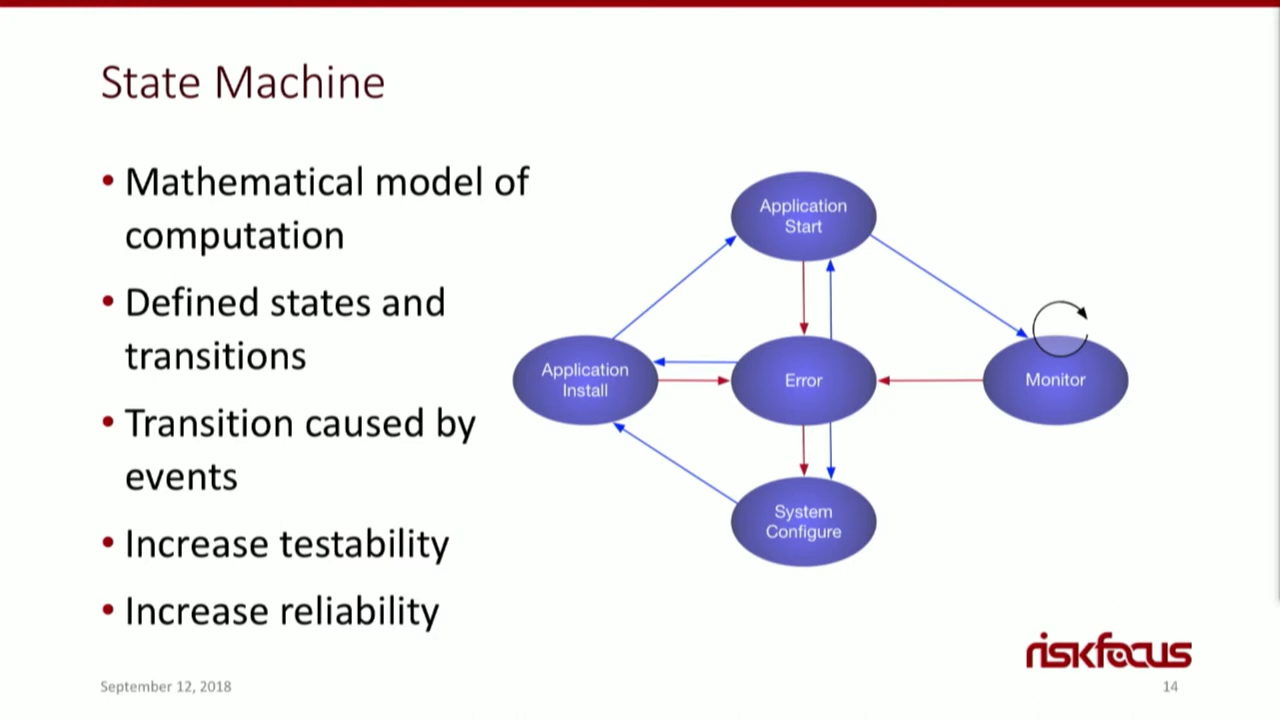 State Machine
• Mathematical model of
computation
• Defined states and
transitions
• Transition caused by
events
• Increase testability
• Increase reliability
Application
Start
Application
Install
Error
Monitor
System
Configure
riskfocus
September 12, 2018
14